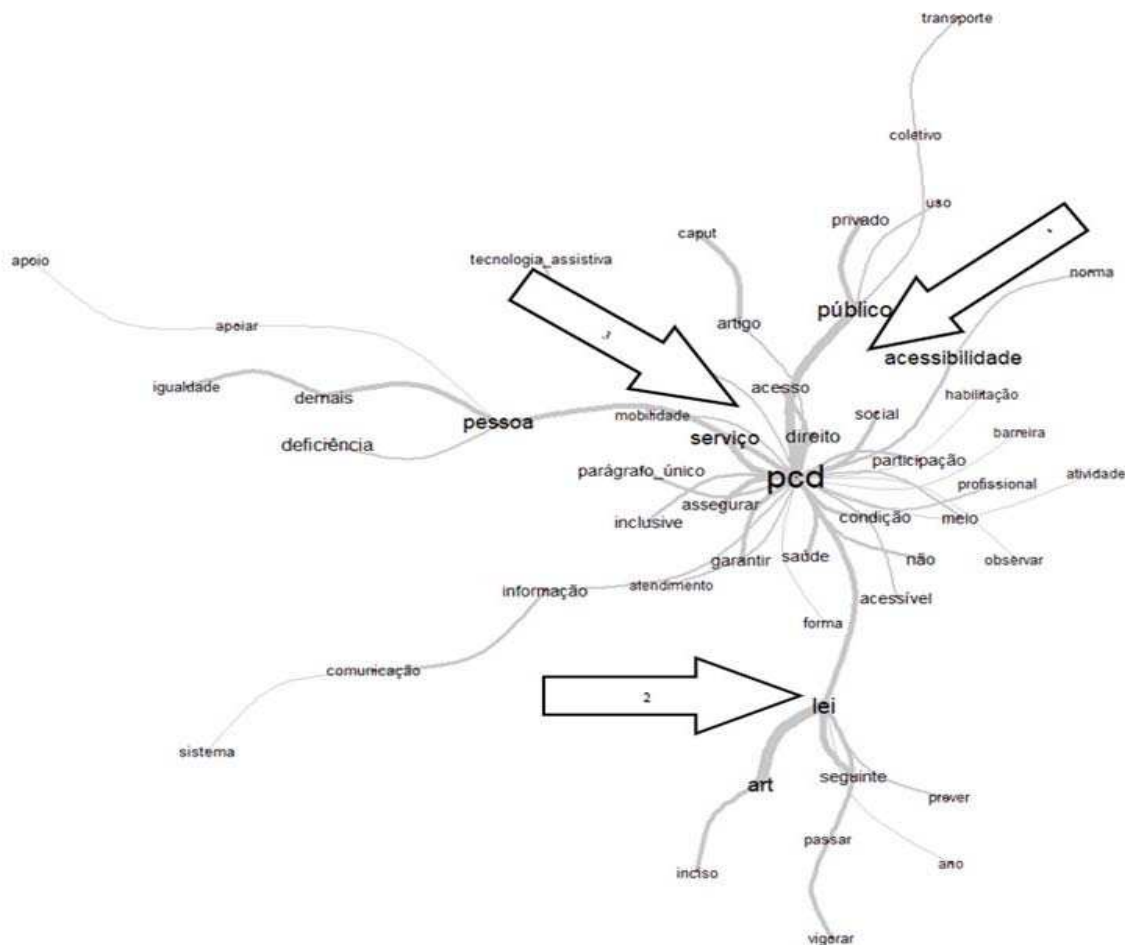 transporte
coletivo
uso
privado
caput
tecnologia_assistiva
apoio
1
norma
público
artigo
3
apoiar
acessibilidade
igualdade
demais
acesso
habilitação
mobilidade
social
pessoa
deficiência
serviço
direito
barreira
participação
parágrafo_único
pcd
atividade
profissional
assegurar
inclusive
condição
meio
garantir
saúde
não
observar
atendimento
informação
acessível
forma
comunicação
2
lei
sistema
art
seguinte
prever
passar
ano
inciso
vigorar